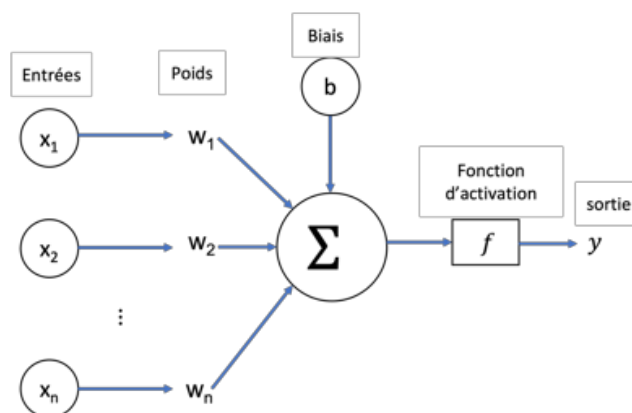 Biais
Entrées
Poids
b
x₁
w₁
Fonction
d'activation
sortie
x₂
w₂
Σ
f
y
⋮
xₙ
wₙ